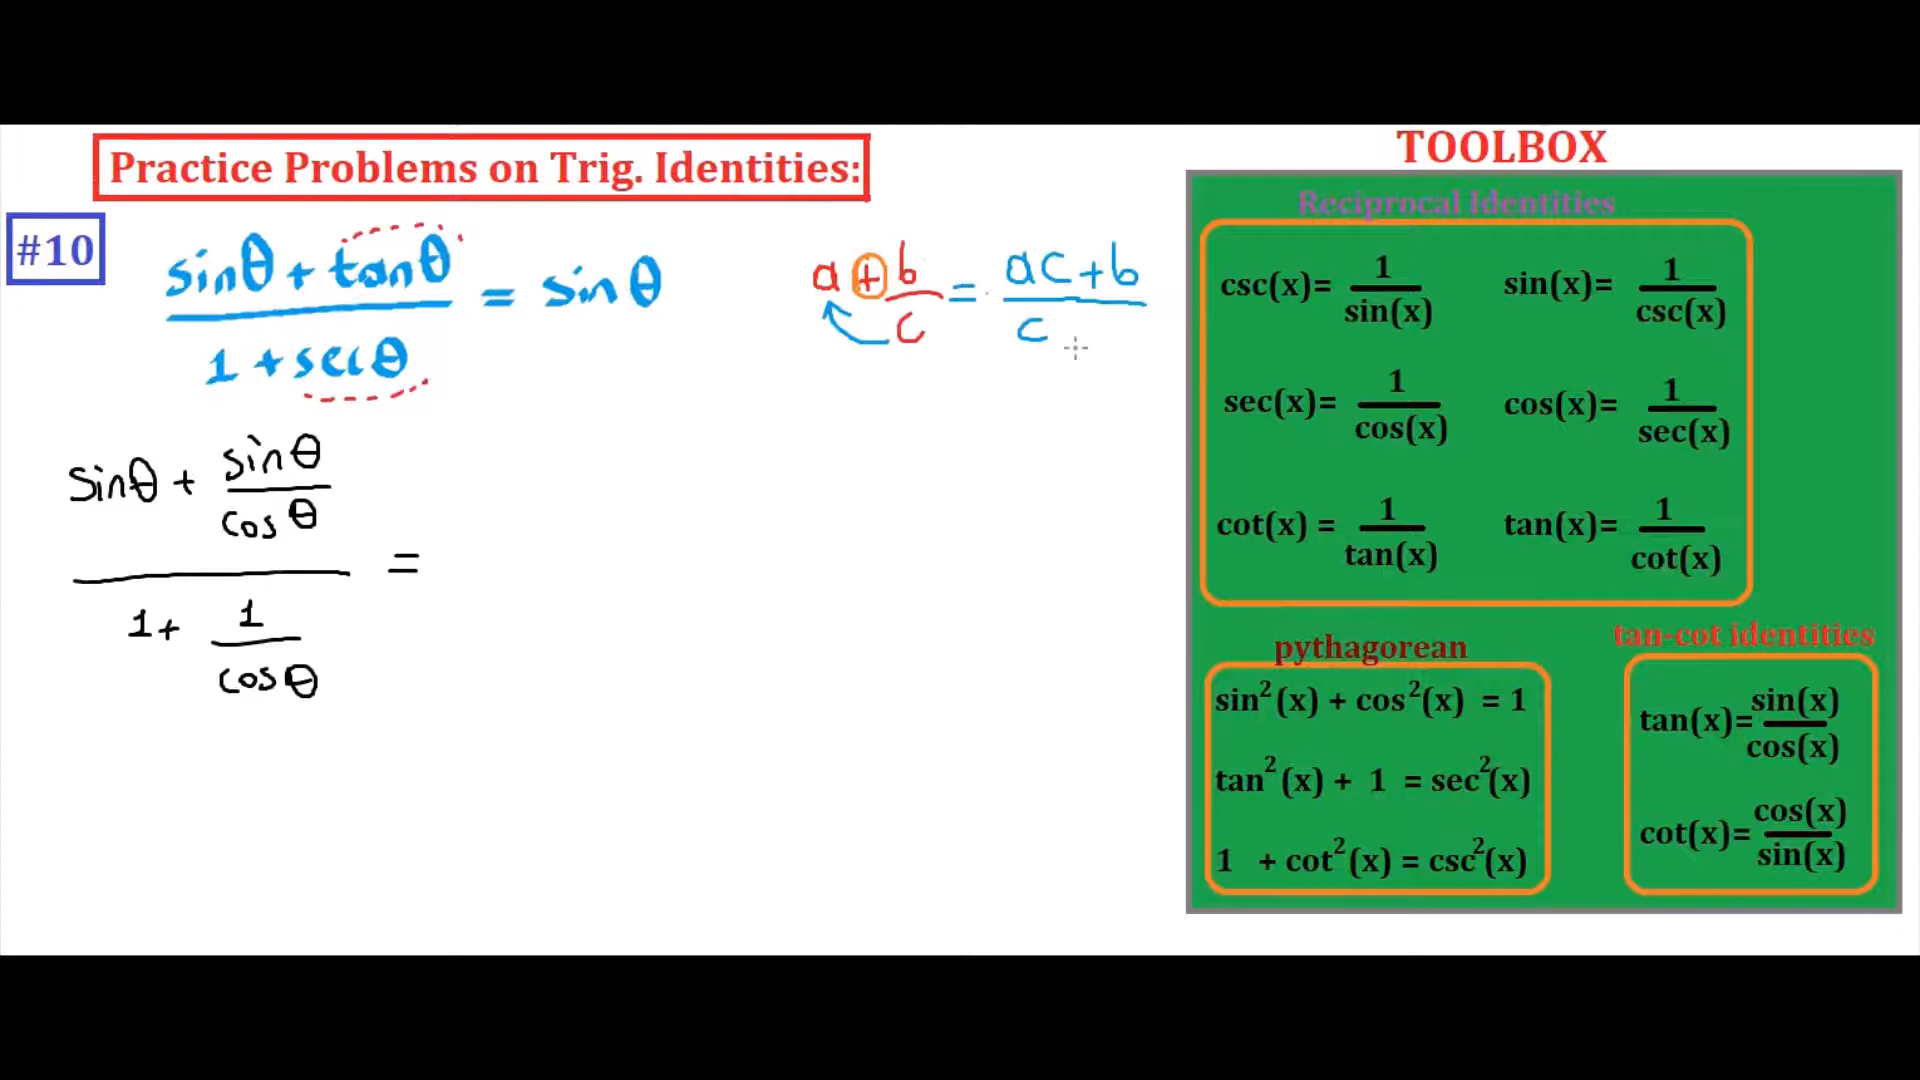 Practice Problems on Trig. Identities:
#10
sinθ + tanθ / 1 + secθ = sinθ
a + b/c = ac+b / c
sinθ + sinθ/cosθ / 1 + 1/cosθ =
TOOLBOX
Reciprocal Identities
csc(x)= 1/sin(x) sin(x)= 1/csc(x)
sec(x)= 1/cos(x) cos(x)= 1/sec(x)
cot(x) = 1/tan(x) tan(x)= 1/cot(x)
pythagorean
sin²(x) + cos²(x) = 1
tan²(x) + 1 = sec²(x)
1 + cot²(x) = csc²(x)
tan-cot identities
tan(x)= sin(x)/cos(x)
cot(x)= cos(x)/sin(x)